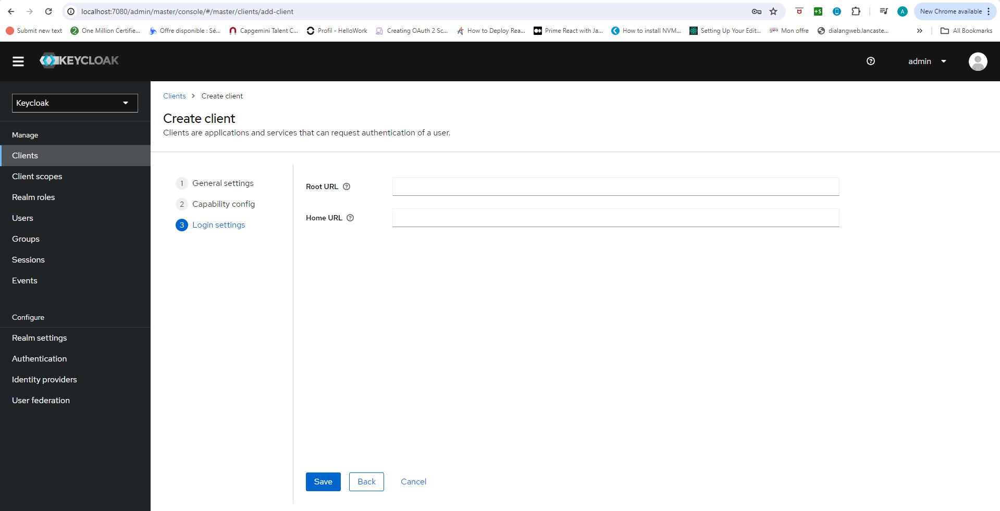 localhost:7080/admin/master/console/#/master/clients/add-client
New Chrome available
Submit new text
One Million Certifie...
Offre disponible : Sé...
Capgemini Talent C...
Profil - HelloWork
Creating OAuth 2 Sc...
How to Deploy Rea...
Prime React with Ja...
How to install NVM...
Setting Up Your Edit...
Mon offre
dialangweb.lancaste...
All Bookmarks
KEYCLOAK
admin
Keycloak
Manage
Clients
Client scopes
Realm roles
Users
Groups
Sessions
Events
Configure
Realm settings
Authentication
Identity providers
User federation
Clients > Create client
Create client
Clients are applications and services that can request authentication of a user.
1 General settings
2 Capability config
3 Login settings
Root URL
Home URL
Save
Back
Cancel